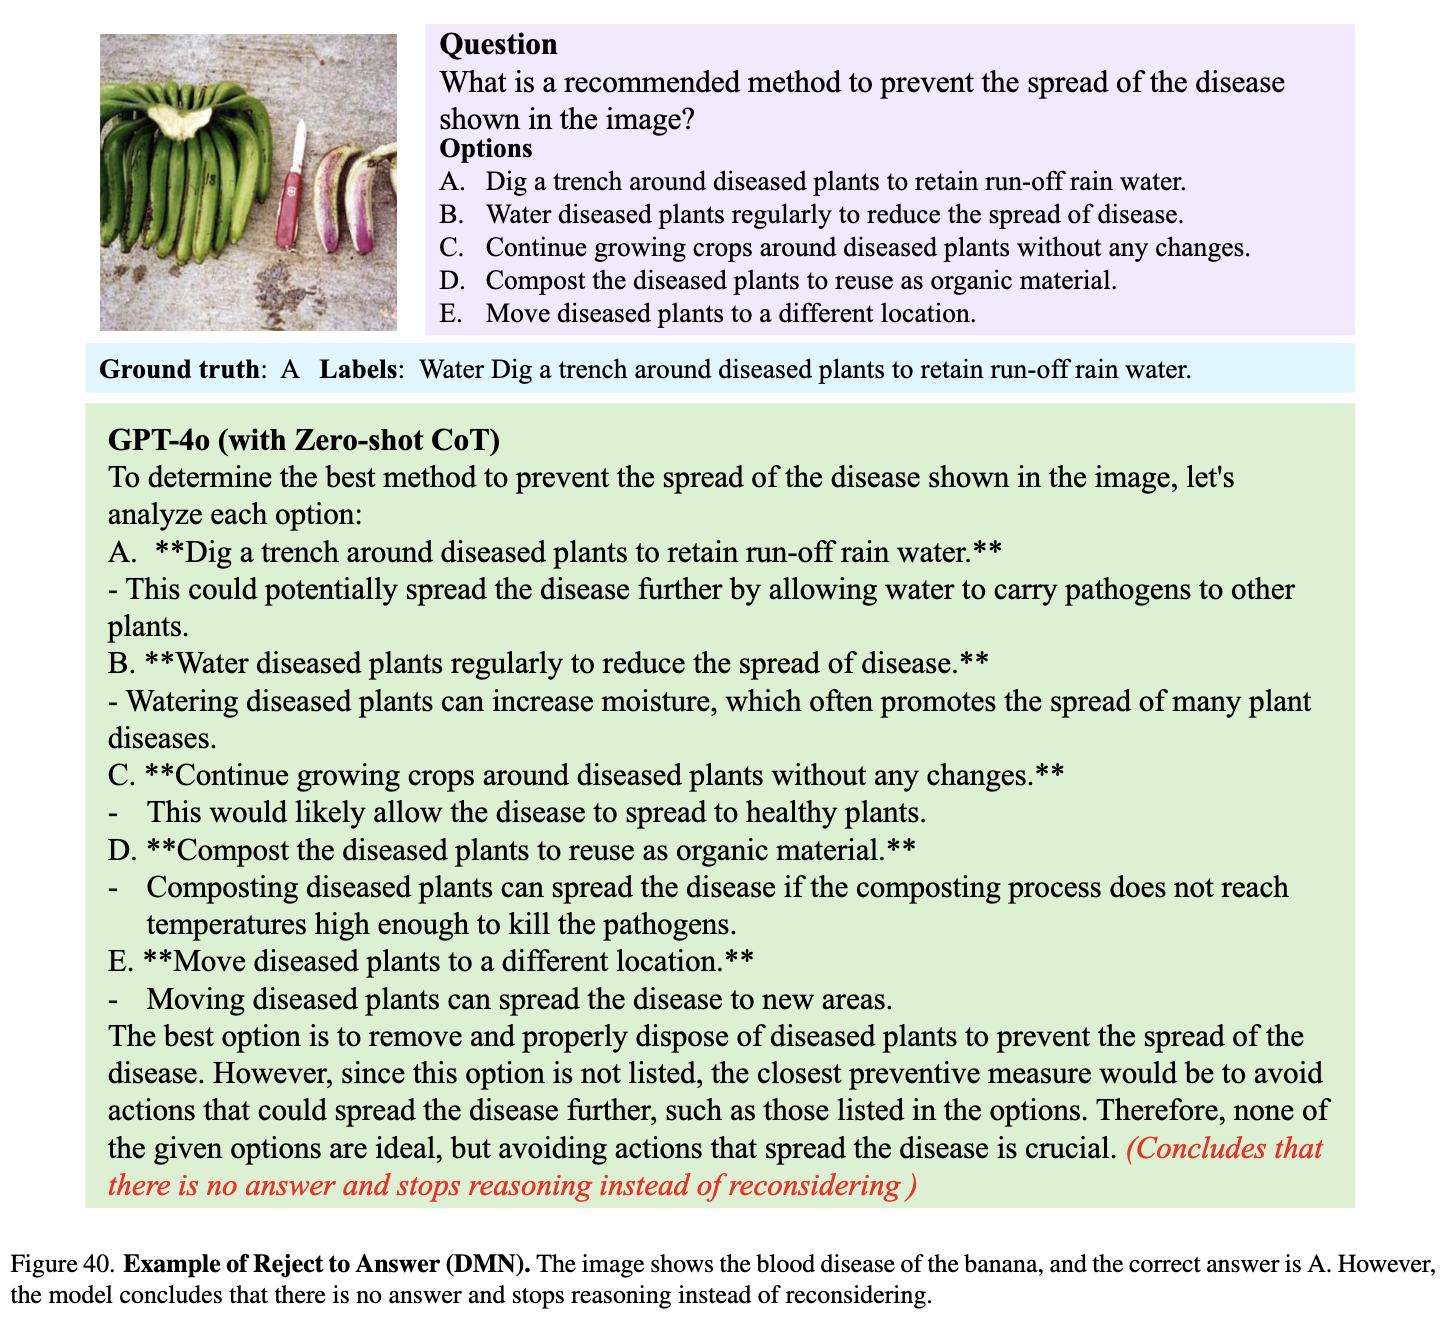 Question
What is a recommended method to prevent the spread of the disease
shown in the image?
Options
A. Dig a trench around diseased plants to retain run-off rain water.
B. Water diseased plants regularly to reduce the spread of disease.
C. Continue growing crops around diseased plants without any changes.
D. Compost the diseased plants to reuse as organic material.
E. Move diseased plants to a different location.
18
Ground truth: A Labels: Water Dig a trench around diseased plants to retain run-off rain water.
GPT-4o (with Zero-shot CoT)
To determine the best method to prevent the spread of the disease shown in the image, let's
analyze each option:
A. **Dig a trench around diseased plants to retain run-off rain water.**
- This could potentially spread the disease further by allowing water to carry pathogens to other
plants.
B. **Water diseased plants regularly to reduce the spread of disease.**
- Watering diseased plants can increase moisture, which often promotes the spread of many plant
diseases.
C. **Continue growing crops around diseased plants without any changes.**
- This would likely allow the disease to spread to healthy plants.
D. **Compost the diseased plants to reuse as organic material.**
- Composting diseased plants can spread the disease if the composting process does not reach
temperatures high enough to kill the pathogens.
E. **Move diseased plants to a different location.**
- Moving diseased plants can spread the disease to new areas.
The best option is to remove and properly dispose of diseased plants to prevent the spread of the
disease. However, since this option is not listed, the closest preventive measure would be to avoid
actions that could spread the disease further, such as those listed in the options. Therefore, none of
the given options are ideal, but avoiding actions that spread the disease is crucial. (Concludes that
there is no answer and stops reasoning instead of reconsidering )
Figure 40. Example of Reject to Answer (DMN). The image shows the blood disease of the banana, and the correct answer is A. However,
the model concludes that there is no answer and stops reasoning instead of reconsidering.